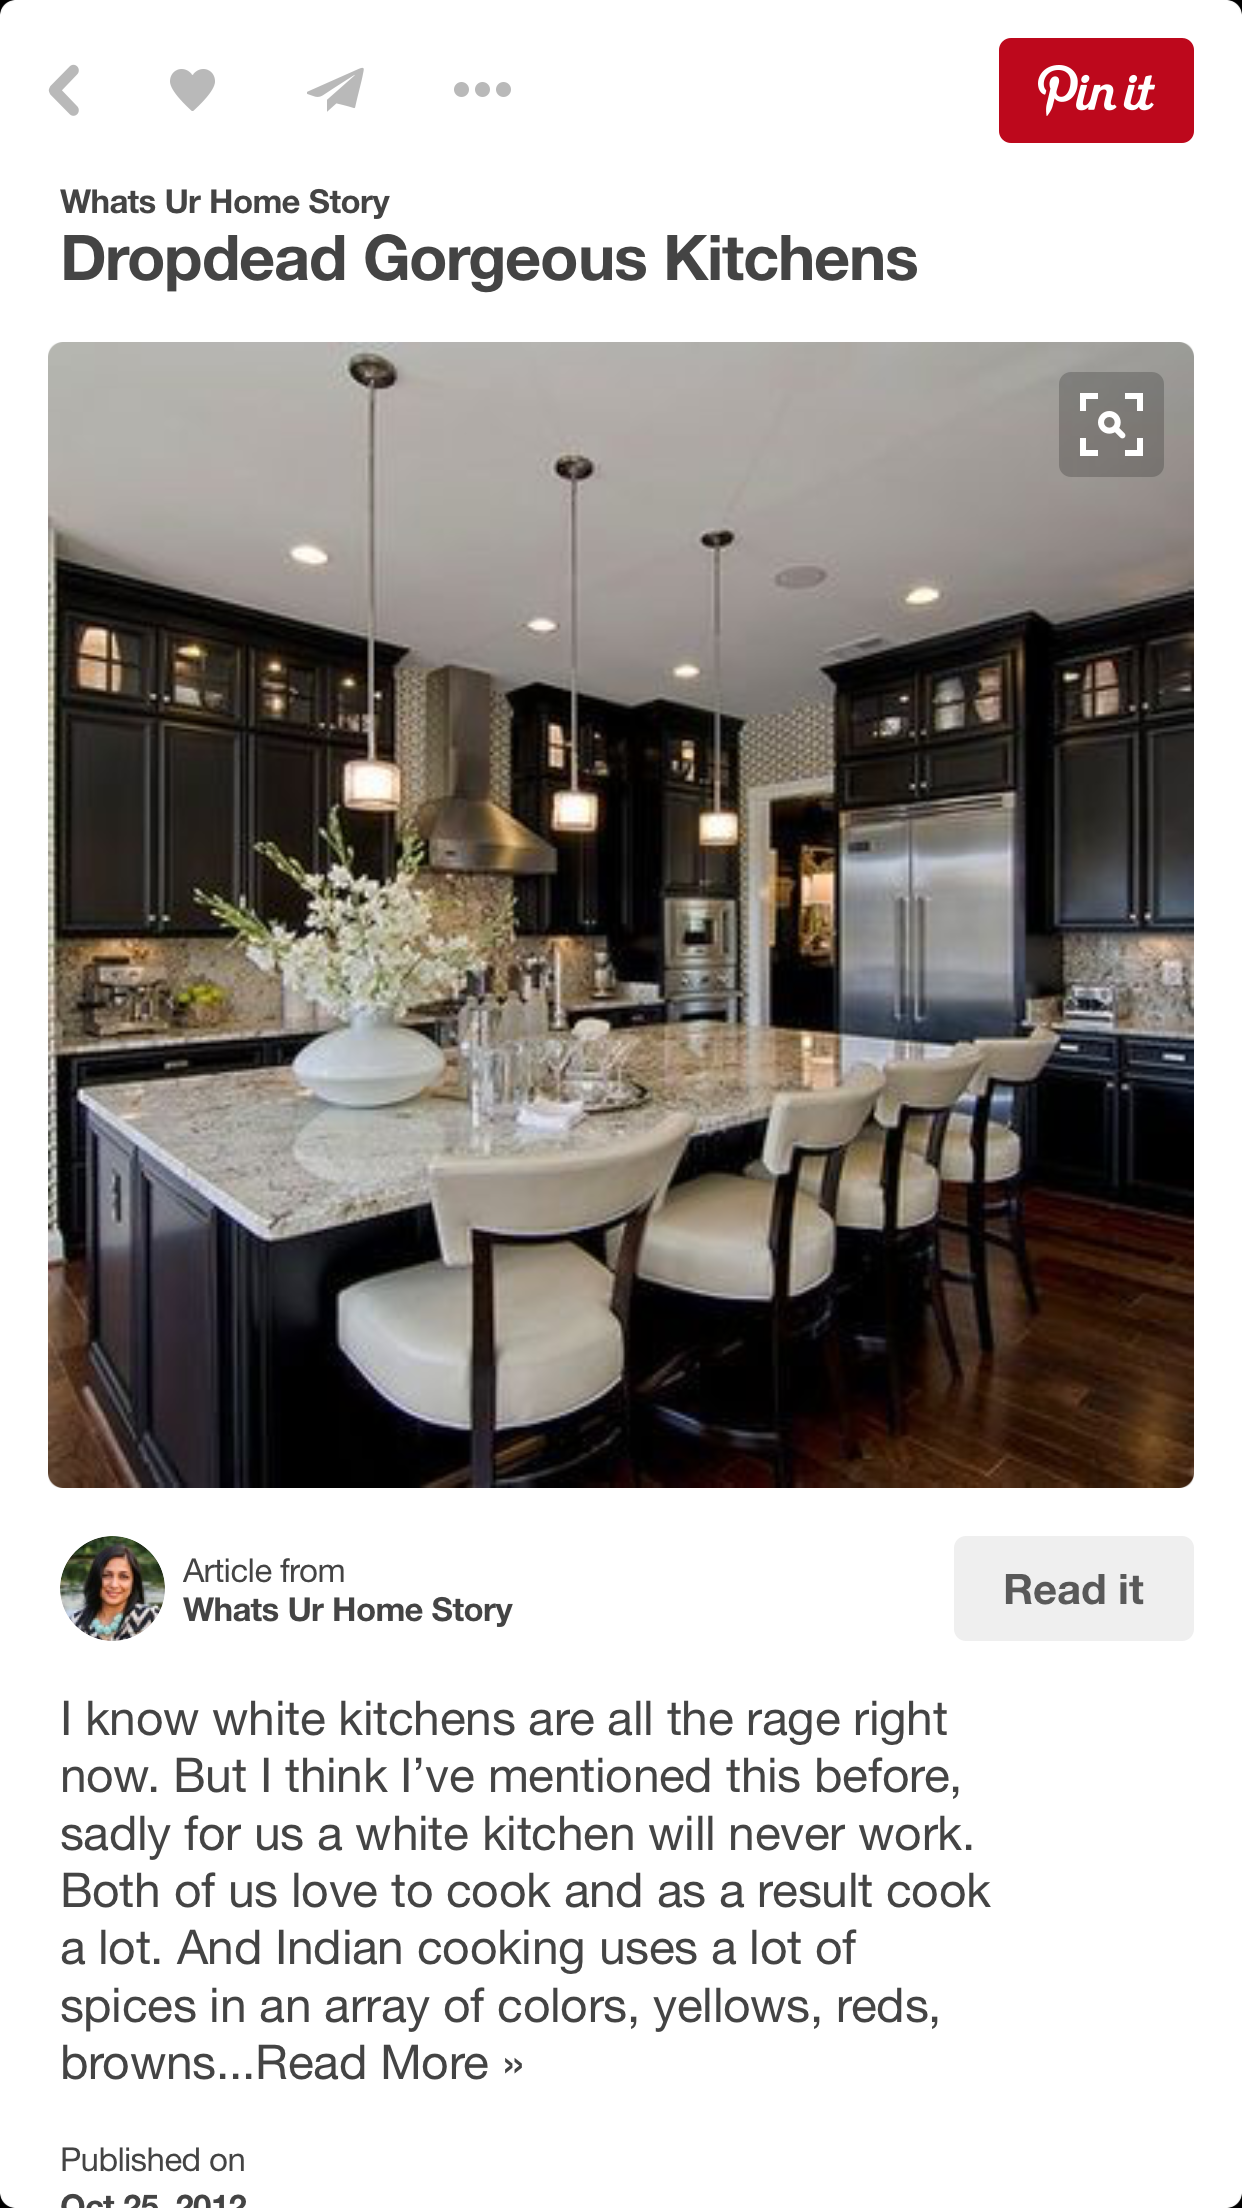 Pin it
Whats Ur Home Story
Dropdead Gorgeous Kitchens
Article from
Whats Ur Home Story
Read it
I know white kitchens are all the rage right
now. But I think I’ve mentioned this before,
sadly for us a white kitchen will never work.
Both of us love to cook and as a result cook
a lot. And Indian cooking uses a lot of
spices in an array of colors, yellows, reds,
browns...Read More »
Published on
Oct 25, 2012